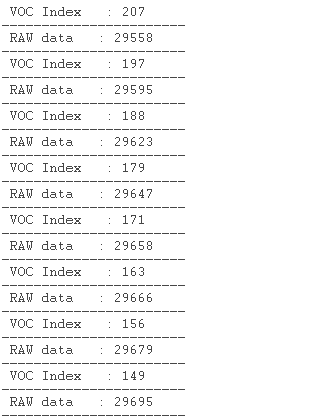 VOC Index   : 207
RAW data   : 29558
VOC Index   : 197
RAW data   : 29595
VOC Index   : 188
RAW data   : 29623
VOC Index   : 179
RAW data   : 29647
VOC Index   : 171
RAW data   : 29658
VOC Index   : 163
RAW data   : 29666
VOC Index   : 156
RAW data   : 29679
VOC Index   : 149
RAW data   : 29695